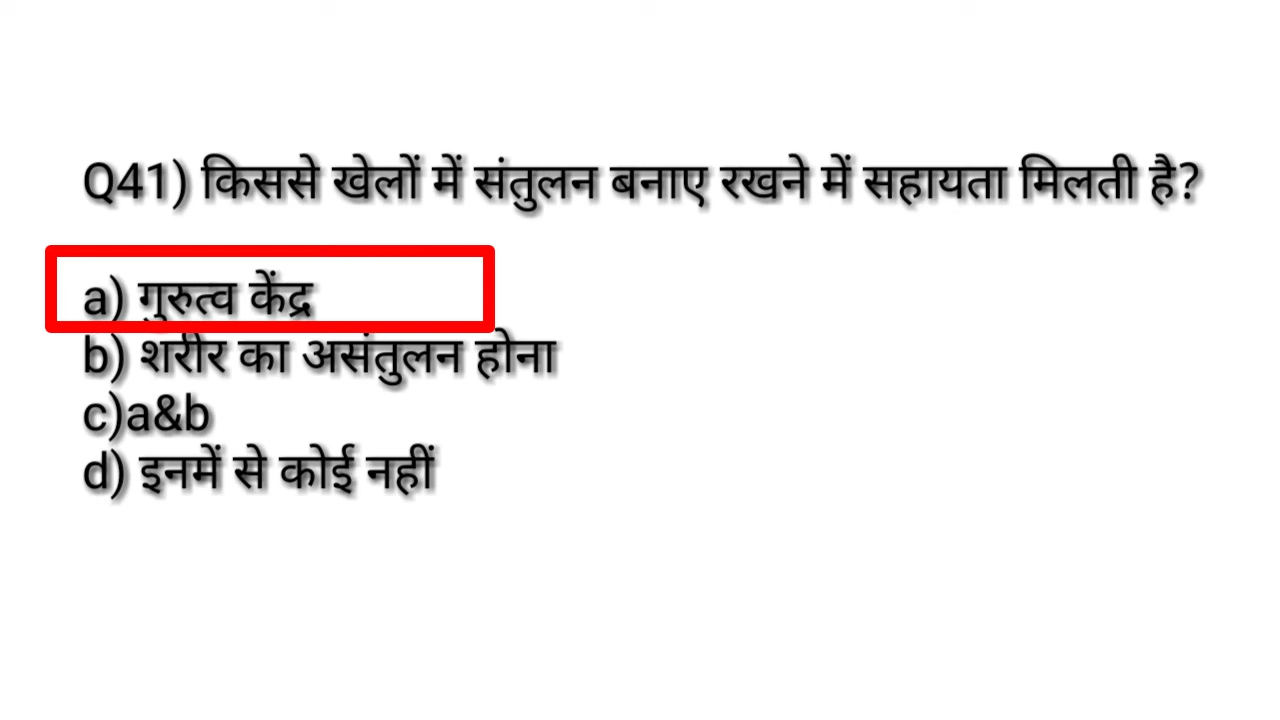 Q41) किससे खेलों में संतुलन बनाए रखने में सहायता मिलती है?
a) गुरुत्व केंद्र
b) शरीर का असंतुलन होना
c)a&b
d) इनमें से कोई नहीं